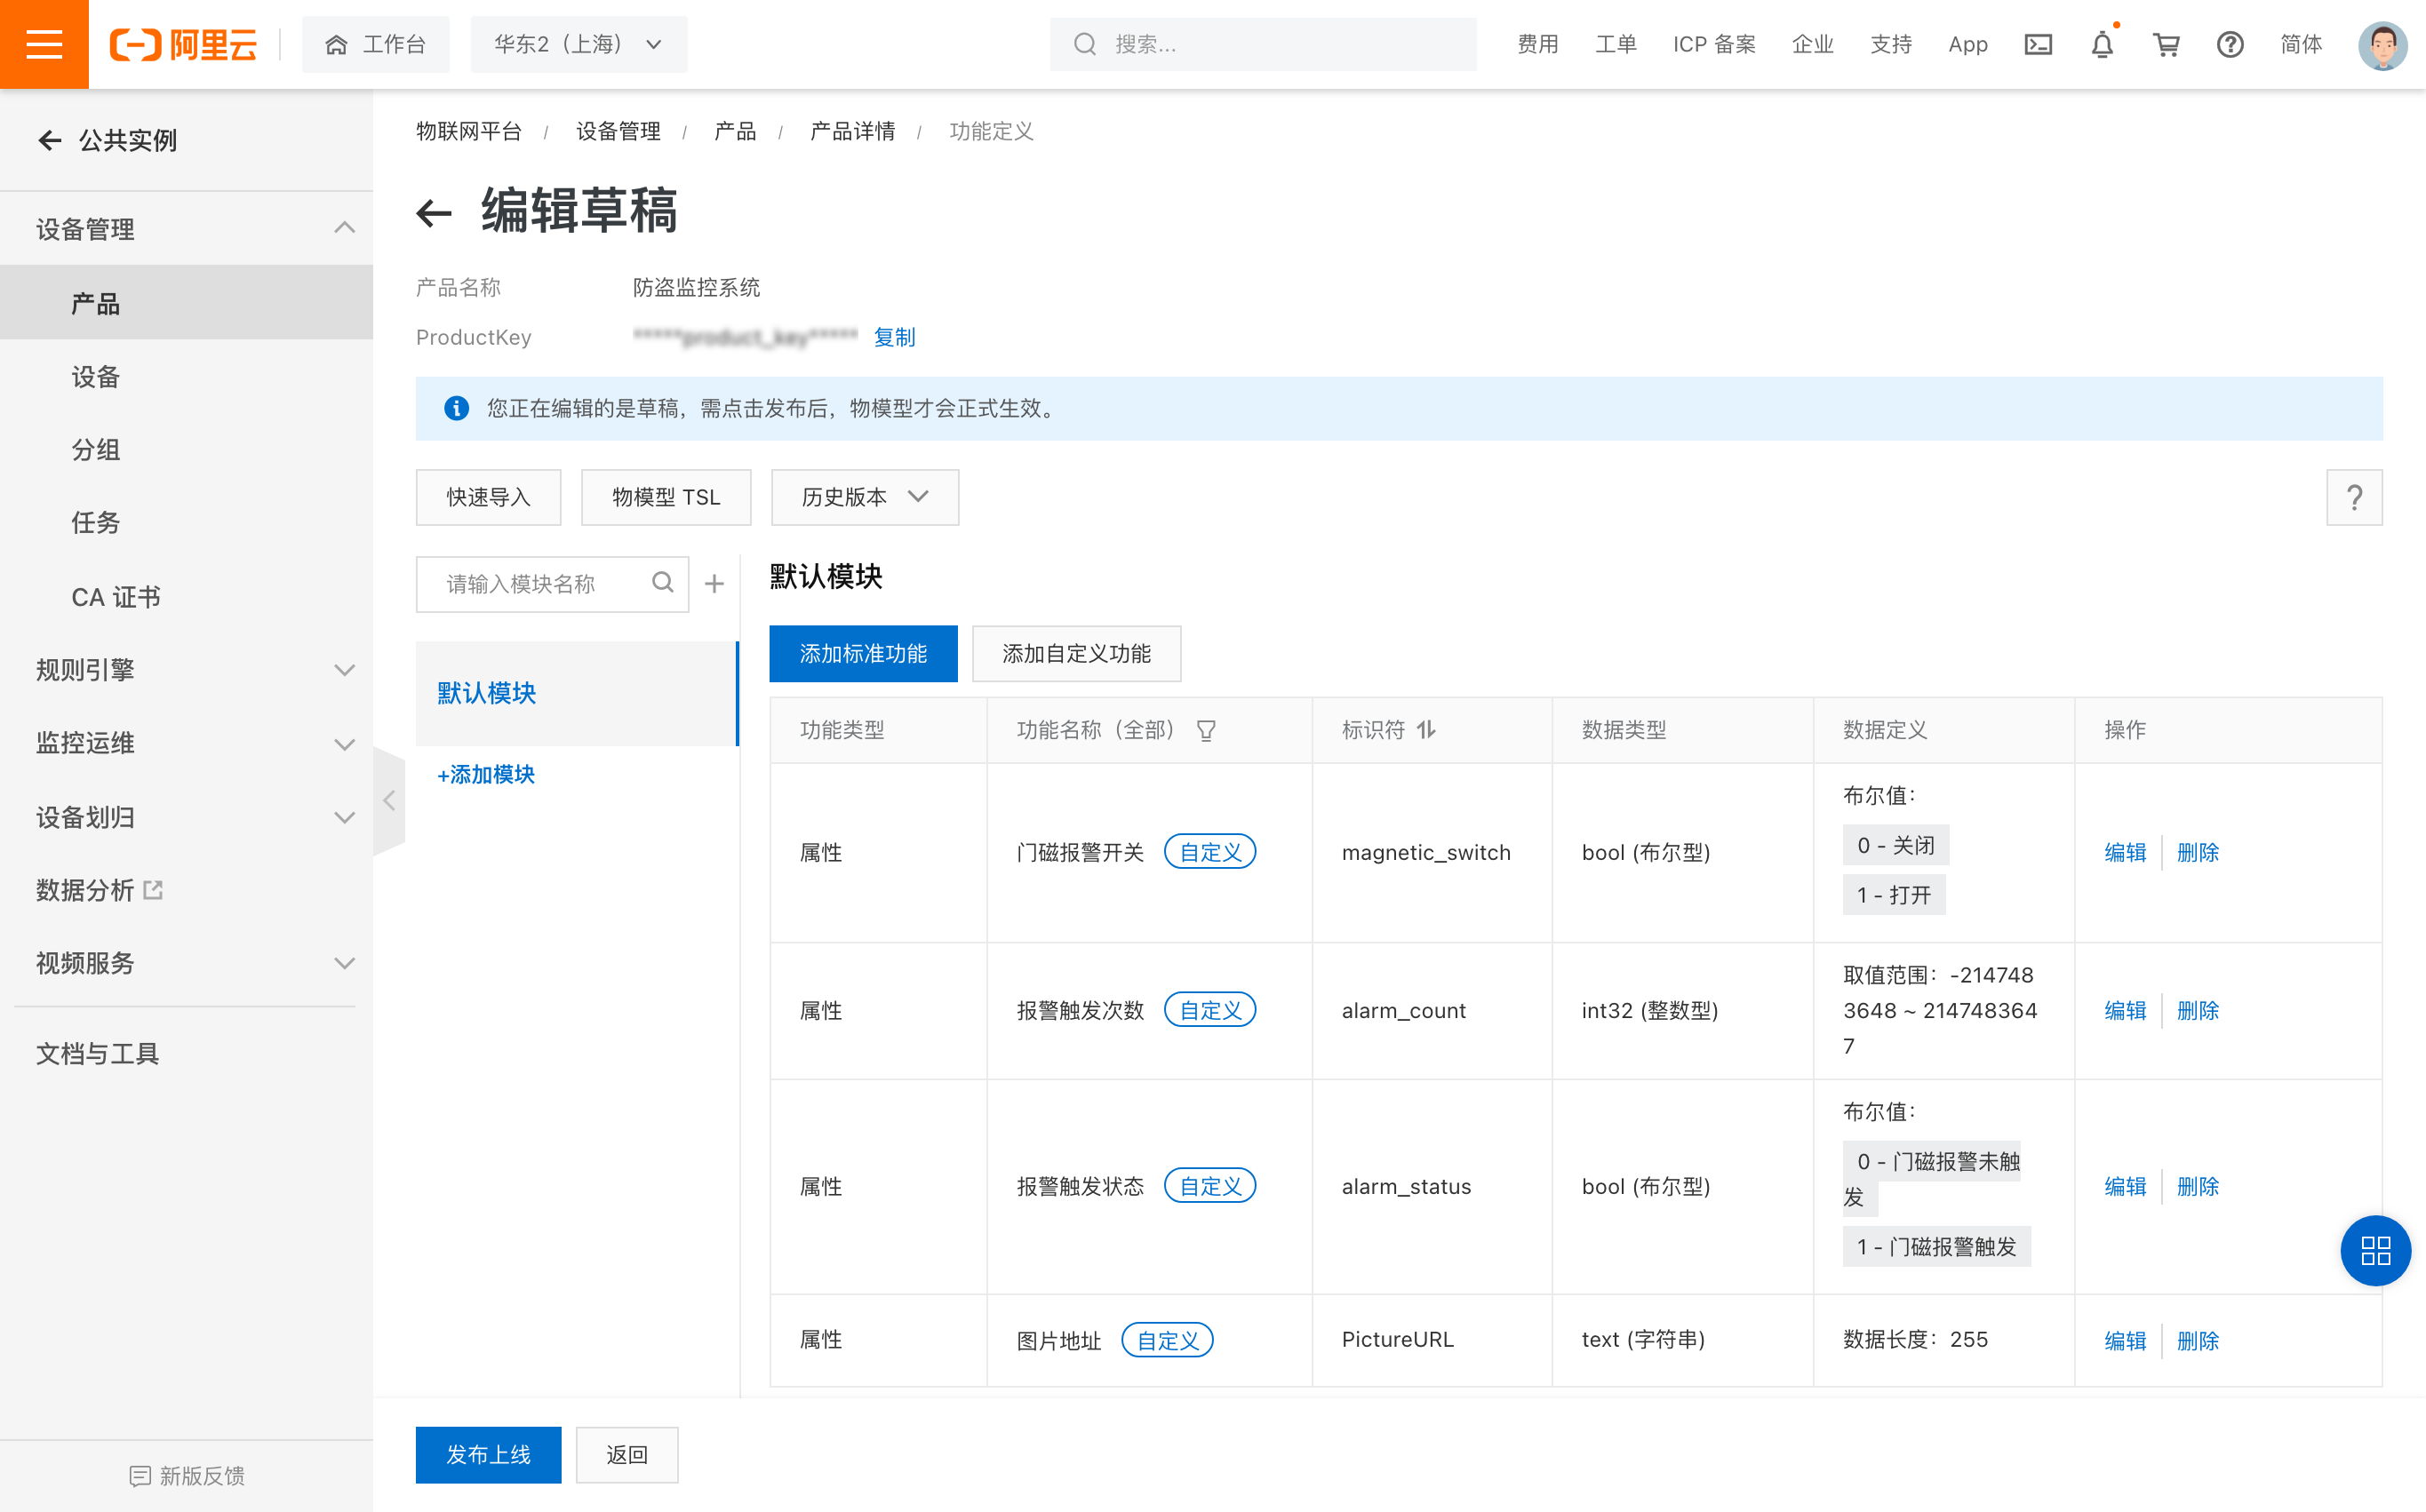 阿里云
工作台
华东2（上海）
搜索...
费用
工单
ICP 备案
企业
支持
App
简体
公共实例
设备管理
产品
设备
分组
任务
CA 证书
规则引擎
监控运维
设备划归
数据分析
视频服务
文档与工具
新版反馈
物联网平台 / 设备管理 / 产品 / 产品详情 / 功能定义
编辑草稿
产品名称 防盗监控系统
ProductKey *****product_key***** 复制
您正在编辑的是草稿，需点击发布后，物模型才会正式生效。
快速导入
物模型 TSL
历史版本
?
请输入模块名称
默认模块
+添加模块
默认模块
添加标准功能
添加自定义功能
功能类型 功能名称（全部） 标识符 数据类型 数据定义 操作
属性 门磁报警开关 自定义 magnetic_switch bool (布尔型)
布尔值：
0 - 关闭
1 - 打开
编辑 删除
属性 报警触发次数 自定义 alarm_count int32 (整数型)
取值范围：-214748
3648 ~ 214748364
7
编辑 删除
属性 报警触发状态 自定义 alarm_status bool (布尔型)
布尔值：
0 - 门磁报警未触
发
1 - 门磁报警触发
编辑 删除
属性 图片地址 自定义 PictureURL text (字符串) 数据长度：255 编辑 删除
发布上线
返回